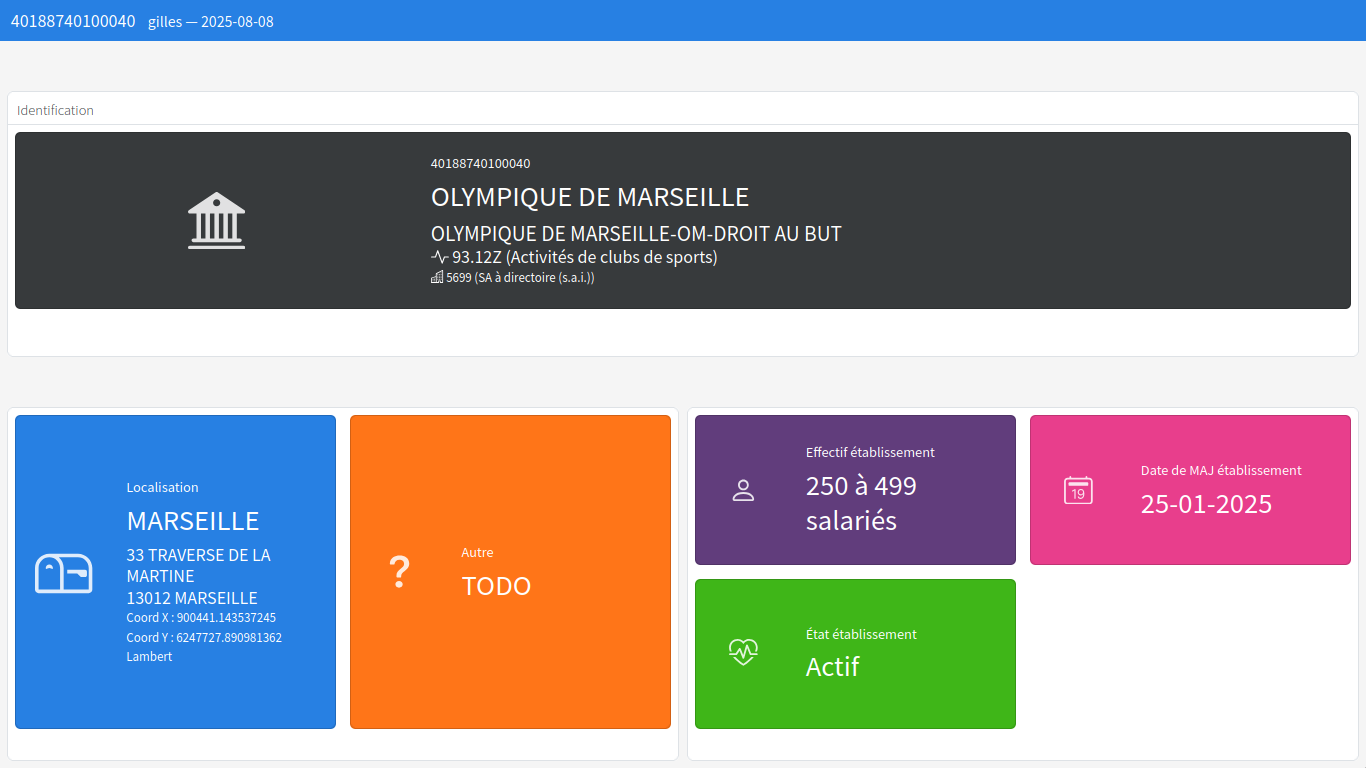 40188740100040 gilles — 2025-08-08
Identification
40188740100040
OLYMPIQUE DE MARSEILLE
OLYMPIQUE DE MARSEILLE-OM-DROIT AU BUT
93.12Z (Activités de clubs de sports)
5699 (SA à directoire (s.a.i.))
Localisation
MARSEILLE
33 TRAVERSE DE LA
MARTINE
13012 MARSEILLE
Coord X : 900441.143537245
Coord Y : 6247727.890981362
Lambert
?
Autre
TODO
Effectif établissement
250 à 499
salariés
19
Date de MAJ établissement
25-01-2025
État établissement
Actif